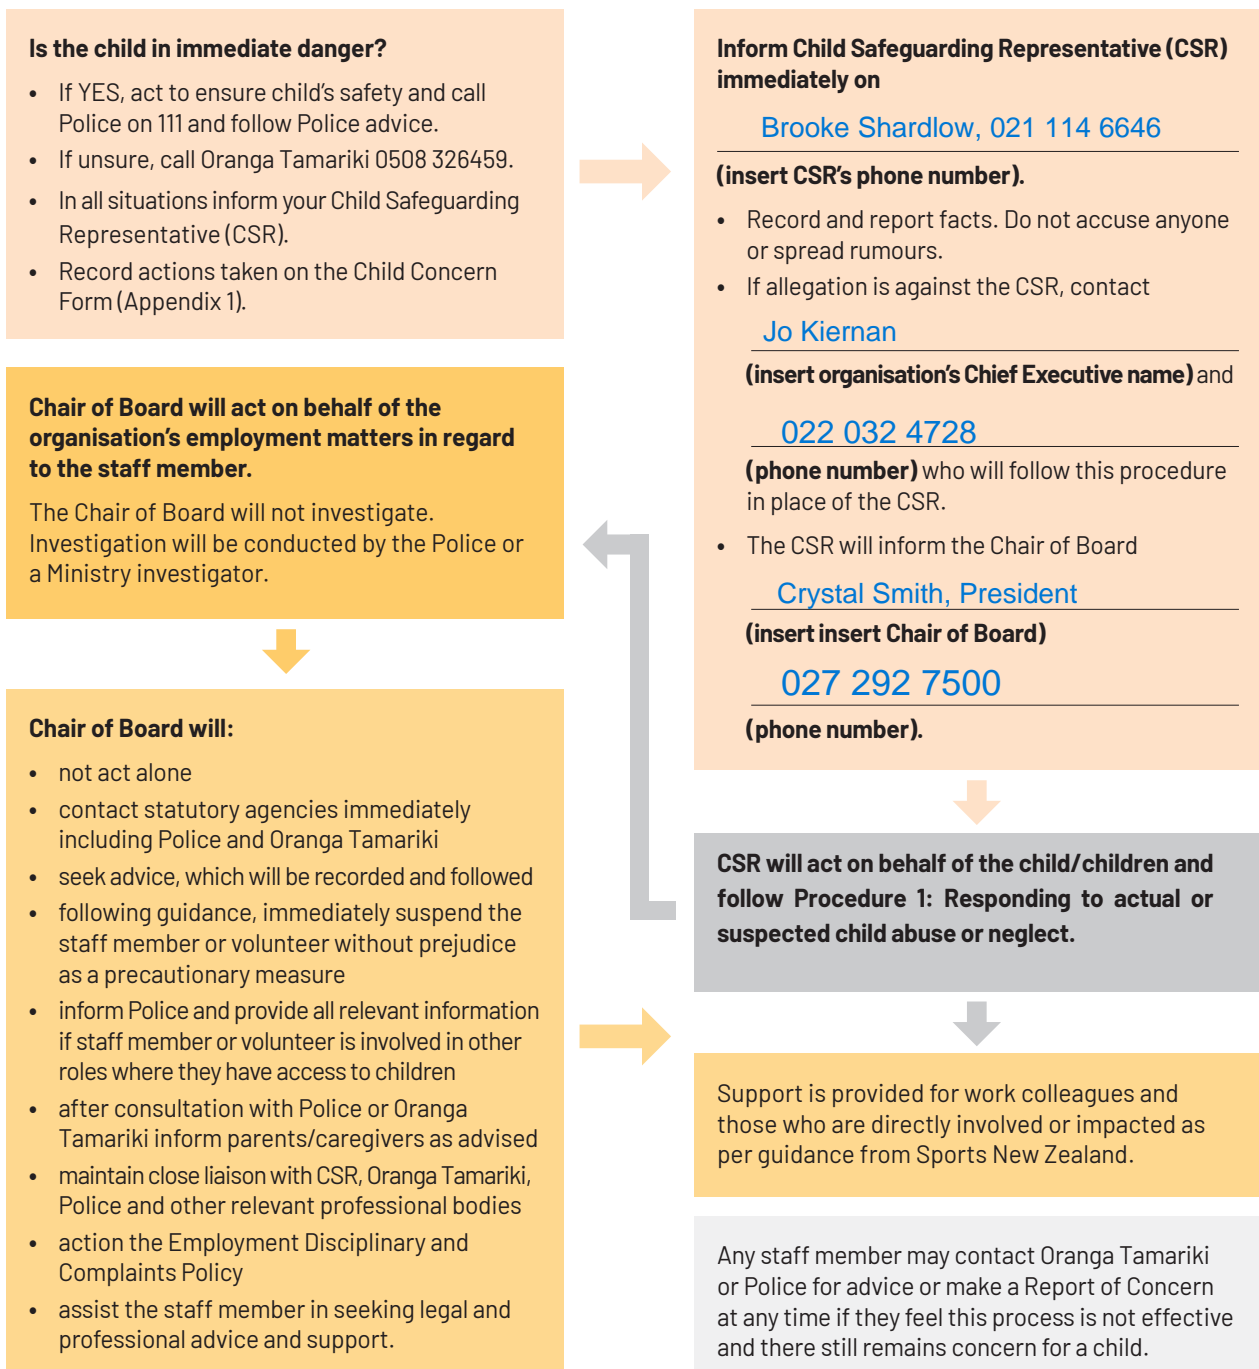 Is the child in immediate danger?
• If YES, act to ensure child's safety and call
Police on 111 and follow Police advice.
• If unsure, call Oranga Tamariki 0508 326459.
• In all situations inform your Child Safeguarding
Representative (CSR).
• Record actions taken on the Child Concern
Form (Appendix 1).
Inform Child Safeguarding Representative (CSR)
immediately on
Brooke Shardlow, 021 114 6646
(insert CSR's phone number).
• Record and report facts. Do not accuse anyone
or spread rumours.
• If allegation is against the CSR, contact
Jo Kiernan
(insert organisation's Chief Executive name) and
022 032 4728
(phone number) who will follow this procedure
in place of the CSR.
• The CSR will inform the Chair of Board
Crystal Smith, President
(insert insert Chair of Board)
027 292 7500
(phone number).
CSR will act on behalf of the child/children and
follow Procedure 1: Responding to actual or
suspected child abuse or neglect.
Chair of Board will act on behalf of the
organisation's employment matters in regard
to the staff member.
The Chair of Board will not investigate.
Investigation will be conducted by the Police or
a Ministry investigator.
Chair of Board will:
• not act alone
• contact statutory agencies immediately
including Police and Oranga Tamariki
• seek advice, which will be recorded and followed
• following guidance, immediately suspend the
staff member or volunteer without prejudice
as a precautionary measure
• inform Police and provide all relevant information
if staff member or volunteer is involved in other
roles where they have access to children
• after consultation with Police or Oranga
Tamariki inform parents/caregivers as advised
• maintain close liaison with CSR, Oranga Tamariki,
Police and other relevant professional bodies
• action the Employment Disciplinary and
Complaints Policy
• assist the staff member in seeking legal and
professional advice and support.
Support is provided for work colleagues and
those who are directly involved or impacted as
per guidance from Sports New Zealand.
Any staff member may contact Oranga Tamariki
or Police for advice or make a Report of Concern
at any time if they feel this process is not effective
and there still remains concern for a child.